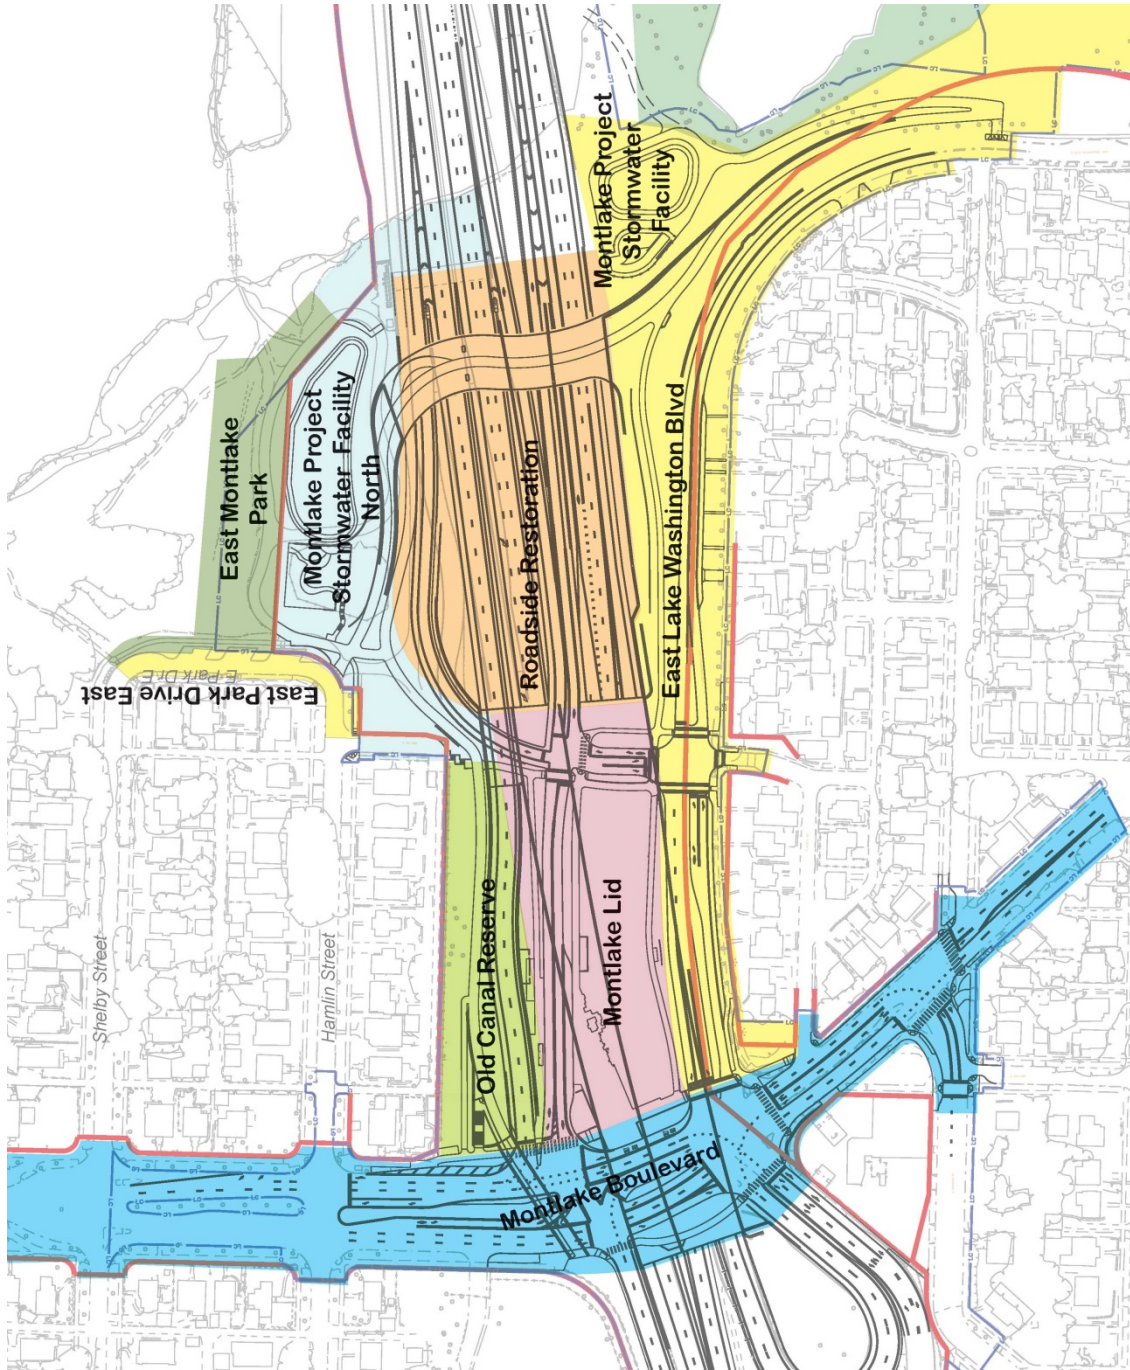 East Montlake
Park
Montlake Project
Stormwater Facility
North
Montlake Project
Stormwater
Facility
East Park Drive East
E Park Dr E
Roadside Restoration
East Lake Washington Blvd
Shelby Street
Hamlin Street
Old Canal Reserve
Montlake Lid
Montlake Boulevard